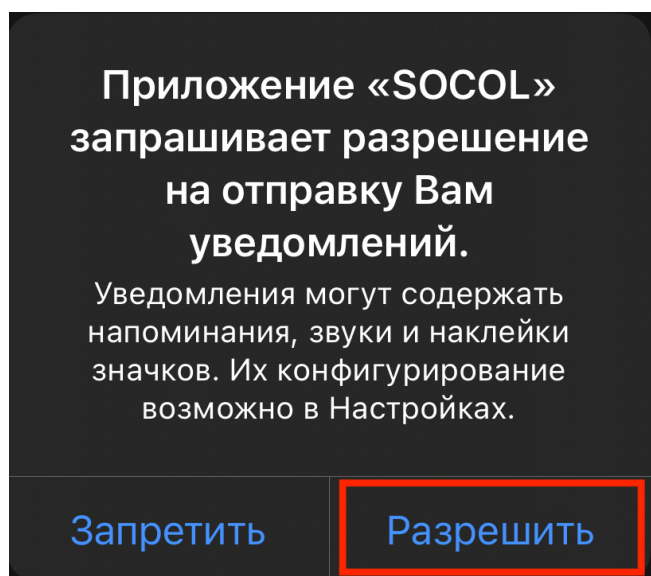 Приложение «SOCOL»
запрашивает разрешение
на отправку Вам
уведомлений.
Уведомления могут содержать
напоминания, звуки и наклейки
значков. Их конфигурирование
возможно в Настройках.
Запретить
Разрешить